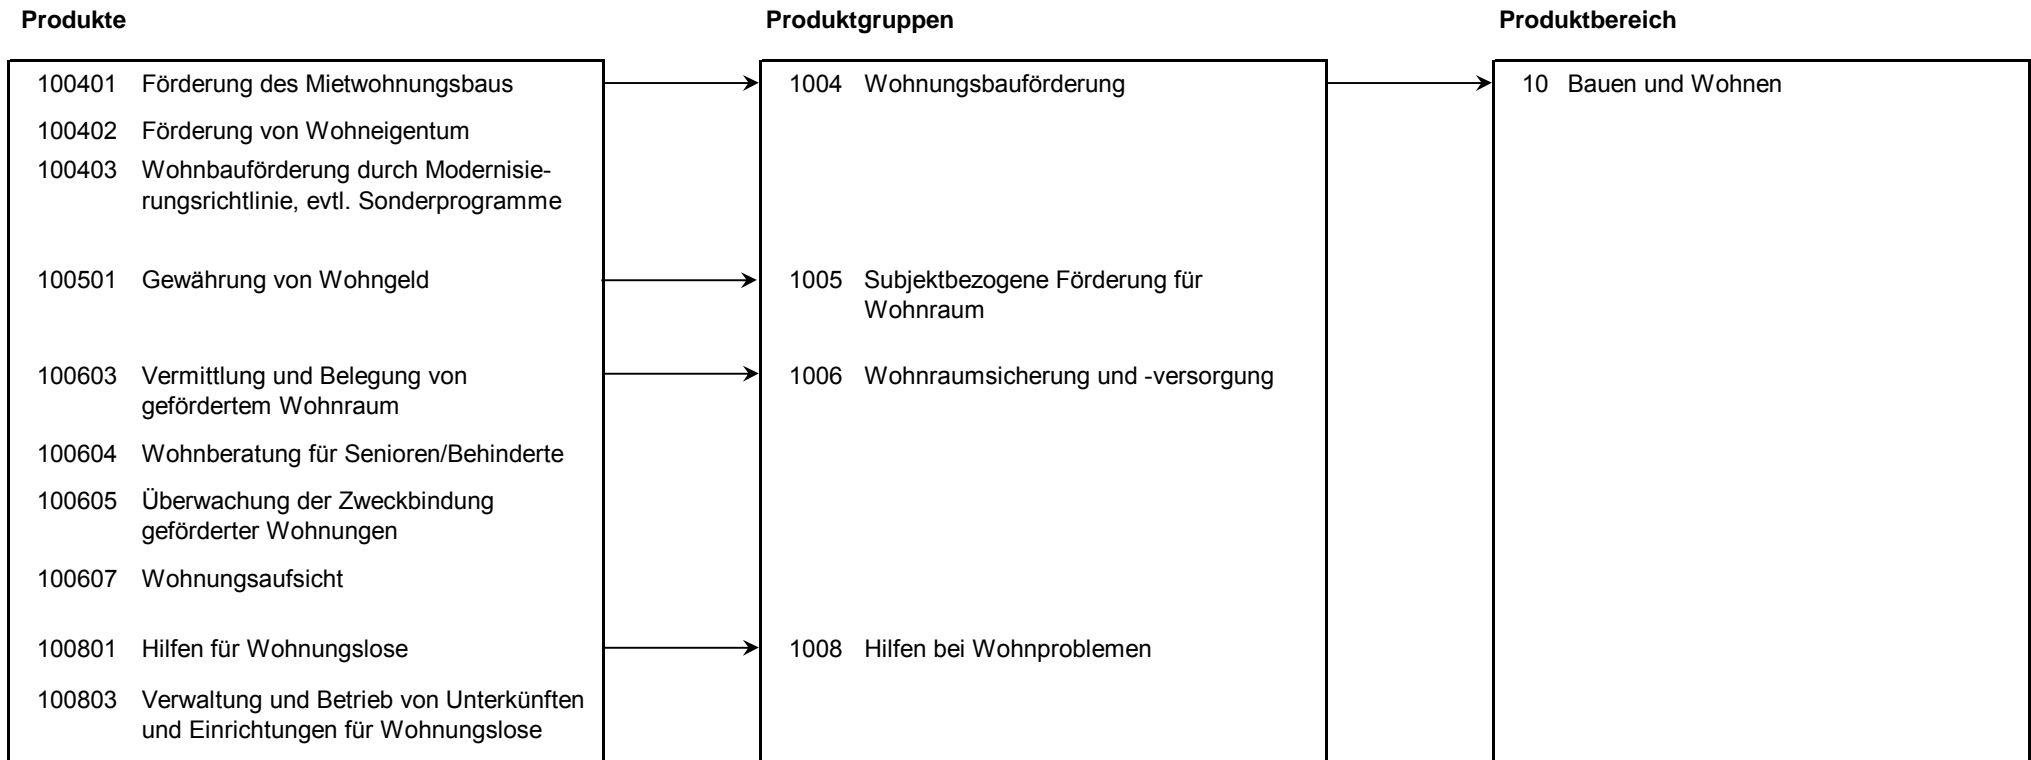 Produkte
Produktgruppen
Produktbereich
100401 Förderung des Mietwohnungsbaus
1004 Wohnungsbauförderung
10 Bauen und Wohnen
100402 Förderung von Wohneigentum
100403 Wohnbauförderung durch Modernisie-
rungsrichtlinie, evtl. Sonderprogramme
100501 Gewährung von Wohngeld
1005 Subjektbezogene Förderung für
Wohnraum
100603 Vermittlung und Belegung von
gefördertem Wohnraum
1006 Wohnraumsicherung und -versorgung
100604 Wohnberatung für Senioren/Behinderte
100605 Überwachung der Zweckbindung
geförderter Wohnungen
100607 Wohnungsaufsicht
100801 Hilfen für Wohnungslose
1008 Hilfen bei Wohnproblemen
100803 Verwaltung und Betrieb von Unterkünften
und Einrichtungen für Wohnungslose